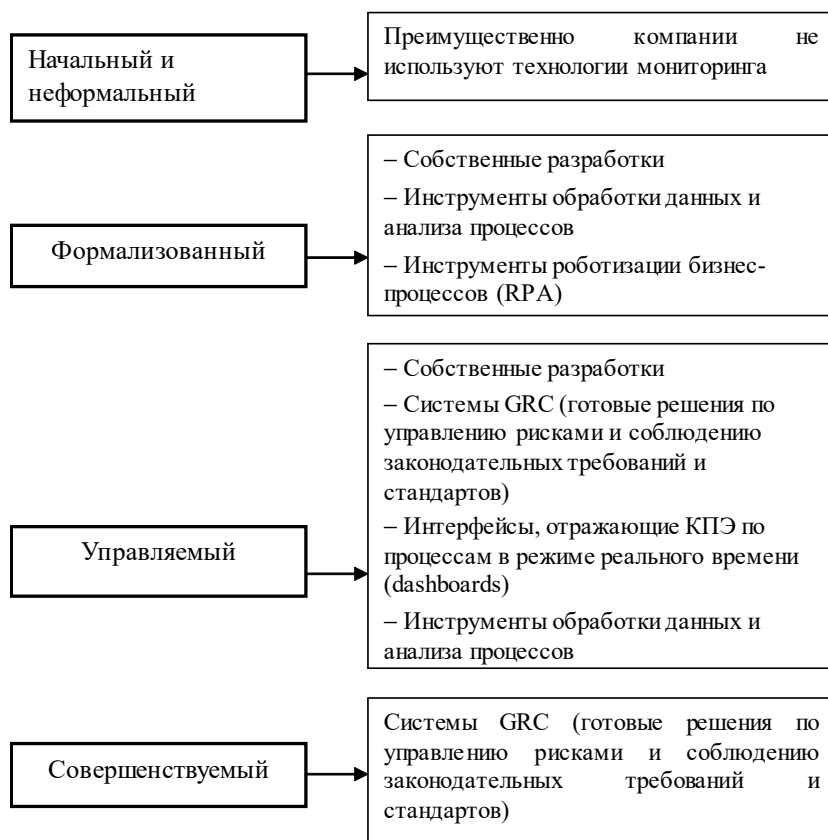 Начальный и
неформальный
Преимущественно компании не
используют технологии мониторинга
Формализованный
– Собственные разработки
– Инструменты обработки данных и
анализа процессов
– Инструменты роботизации бизнес-
процессов (RPA)
Управляемый
– Собственные разработки
– Системы GRC (готовые решения по
управлению рисками и соблюдению
законодательных требований и
стандартов)
– Интерфейсы, отражающие КПЭ по
процессам в режиме реального времени
(dashboards)
– Инструменты обработки данных и
анализа процессов
Совершенствуемый
Системы GRC (готовые решения по
управлению рисками и соблюдению
законодательных требований и
стандартов)